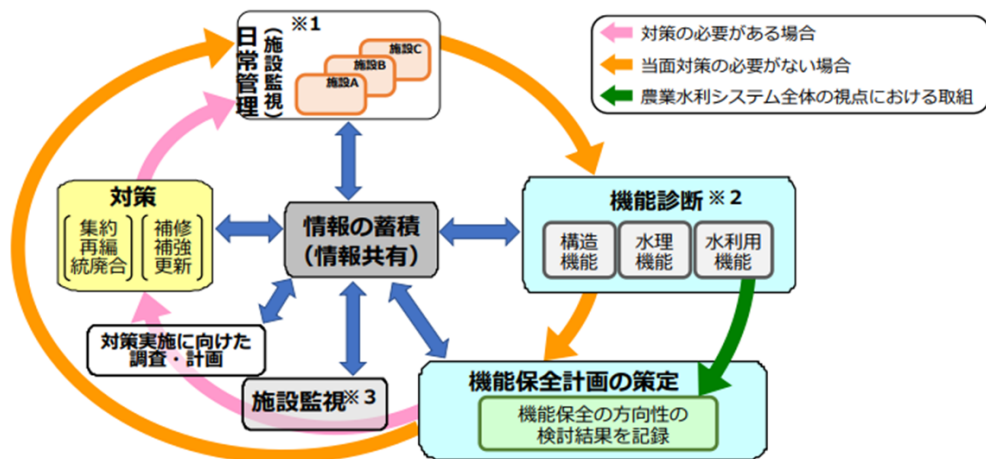 ※1
日常管理
(施設監視)
施設C
施設B
施設A
対策の必要がある場合
当面対策の必要がない場合
農業水利システム全体の視点における取組
対策
集約
再編
統廃合
補修
補強
更新
情報の蓄積
(情報共有)
機能診断※2
構造
機能
水理
機能
水利用
機能
対策実施に向けた
調査・計画
施設監視※3
機能保全計画の策定
機能保全の方向性の
検討結果を記録